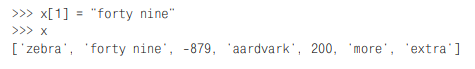 >>> x[1] = "forty nine"
>>> x
['zebra', 'forty nine', -879, 'aardvark', 200, 'more', 'extra']